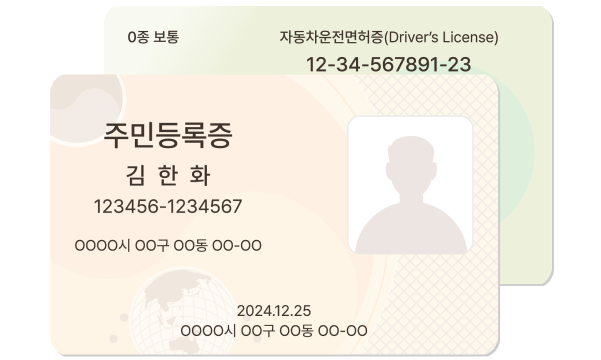 0종 보통
자동차운전면허증(Driver's License)
12-34-567891-23
주민등록증
김 한 화
123456-1234567
OOOO시 OO구 OO동 OO-OO
2024.12.25
OOOO시 OO구 OO동 OO-OO